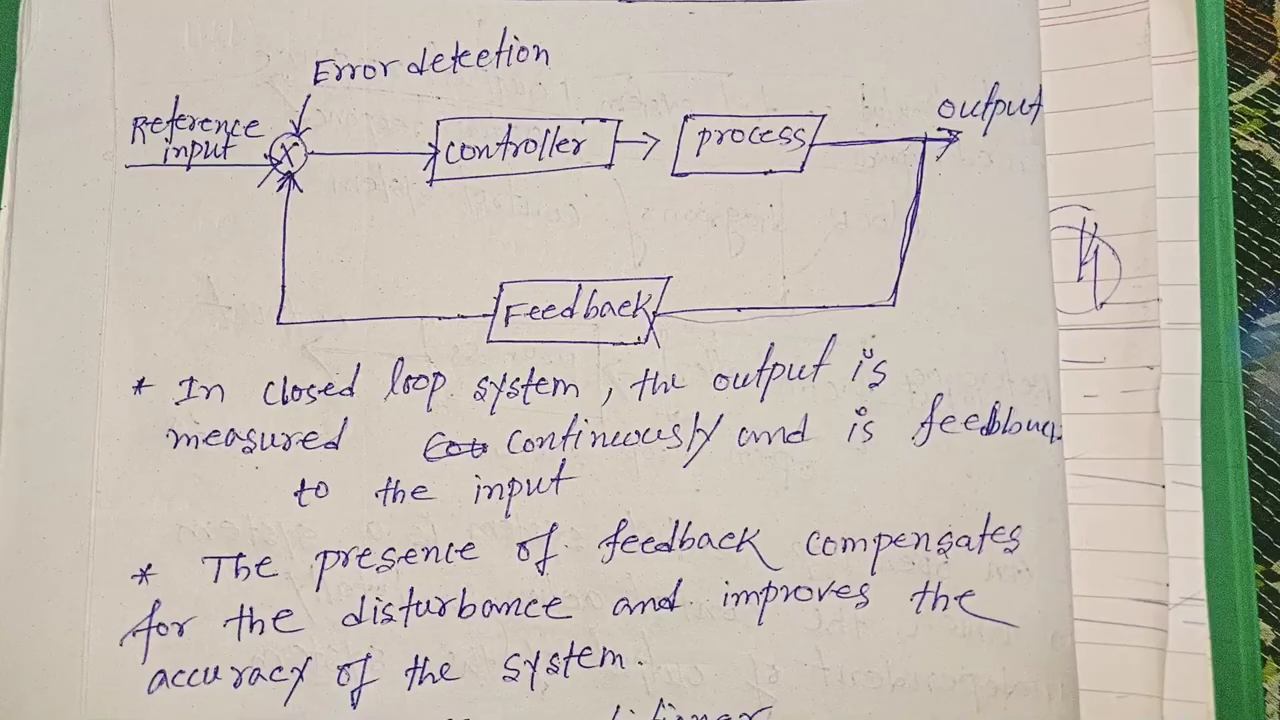 Error detection
Reference
input
controller
process
output
Feedback
* In closed loop system, the output is
measured continuously and is feedback
to the input
* The presence of feedback compensates
for the disturbance and improves the
accuracy of the system.